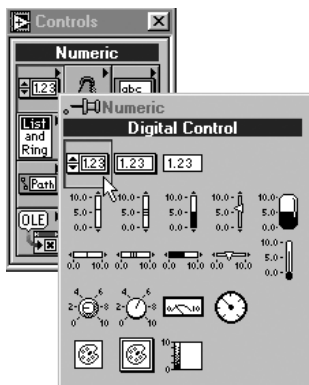 Controls
Numeric
1.23
abc
List
and
Ring
Path
OLE
Numeric
Digital Control
1.23 1.23 1.23
10.0 10.0 10.0 10.0 10.0
5.0 5.0 5.0 5.0 5.0
0.0 0.0 0.0 0.0 0.0
10.0
5.0
0.0
0.0 10.0 0.0 10.0 0.0 10.0 0.0 10.0
4 6 4 6
2 8 2 8
0 10 0 10
0 10
10
0